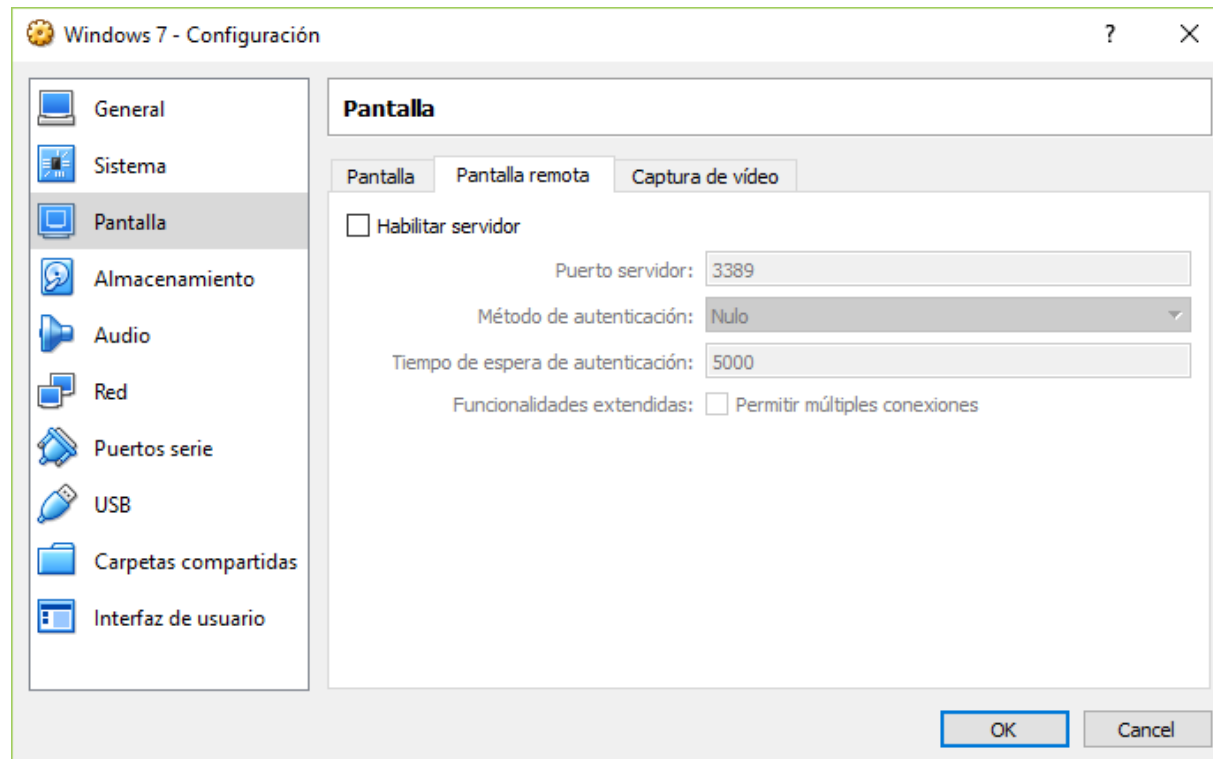 Windows 7 - Configuración
?
General
Sistema
Pantalla
Almacenamiento
Audio
Red
Puertos serie
USB
Carpetas compartidas
Interfaz de usuario
Pantalla
Pantalla Pantalla remota Captura de vídeo
Habilitar servidor
Puerto servidor: 3389
Método de autenticación: Nulo
Tiempo de espera de autenticación: 5000
Funcionalidades extendidas: Permitir múltiples conexiones
OK Cancel